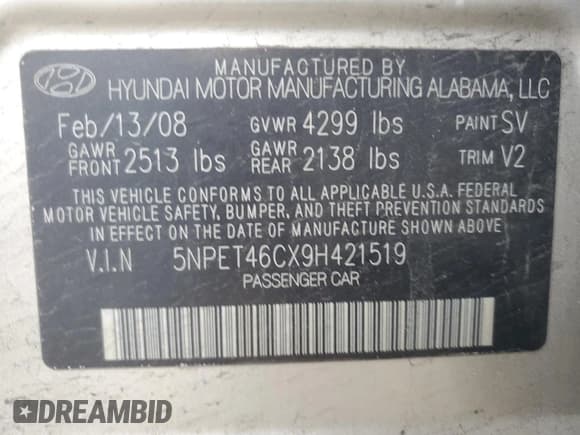 MANUFACTURED BY
HYUNDAI MOTOR MANUFACTURING ALABAMA, LLC
Feb/13/08 GVWR 4299 lbs PAINT SV
GAWR FRONT 2513 lbs GAWR REAR 2138 lbs TRIM V2
THIS VEHICLE CONFORMS TO ALL APPLICABLE U.S.A. FEDERAL
MOTOR VEHICLE SAFETY, BUMPER, AND THEFT PREVENTION STANDARDS
IN EFFECT ON THE DATE OF MANUFACTURE SHOWN ABOVE
V.I.N 5NPET46CX9H421519
PASSENGER CAR
DREAMBID